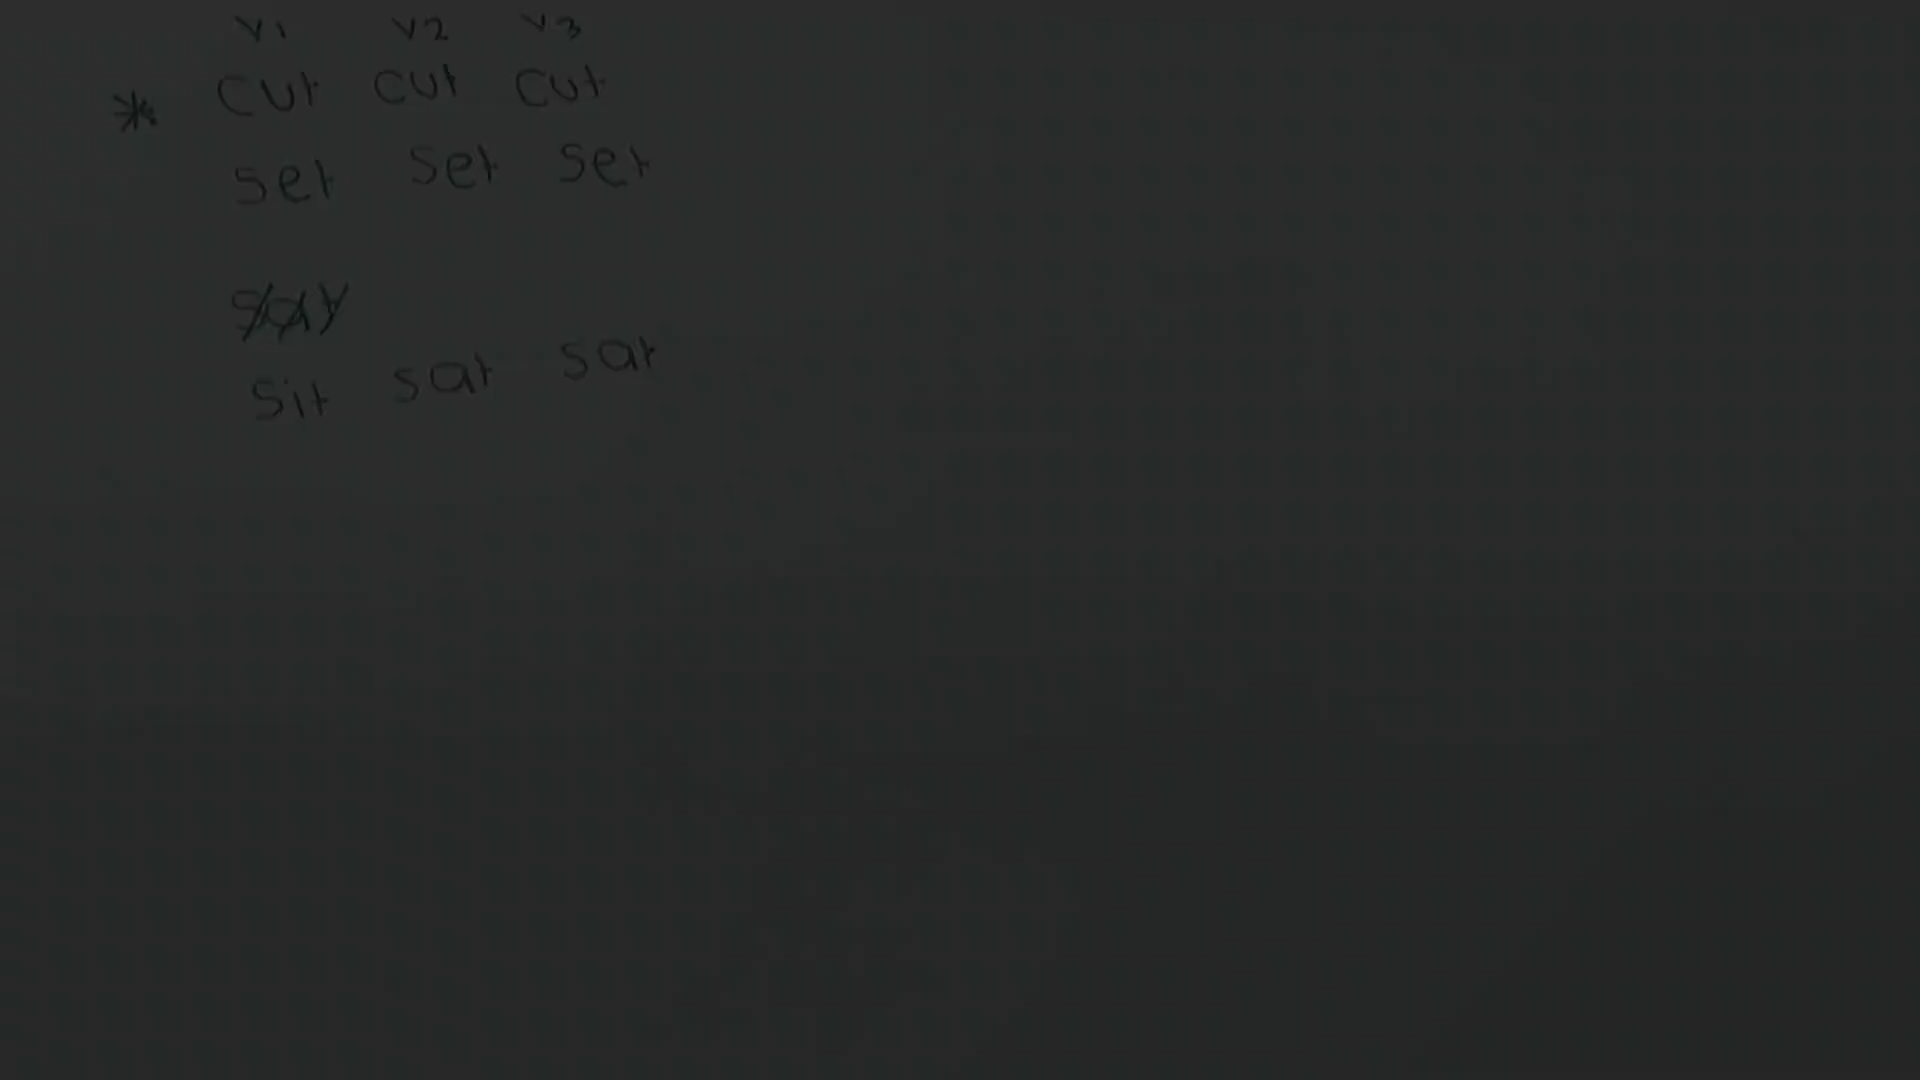 V1 V2 V3
* cut cut cut
set set set
say
sit sat sat